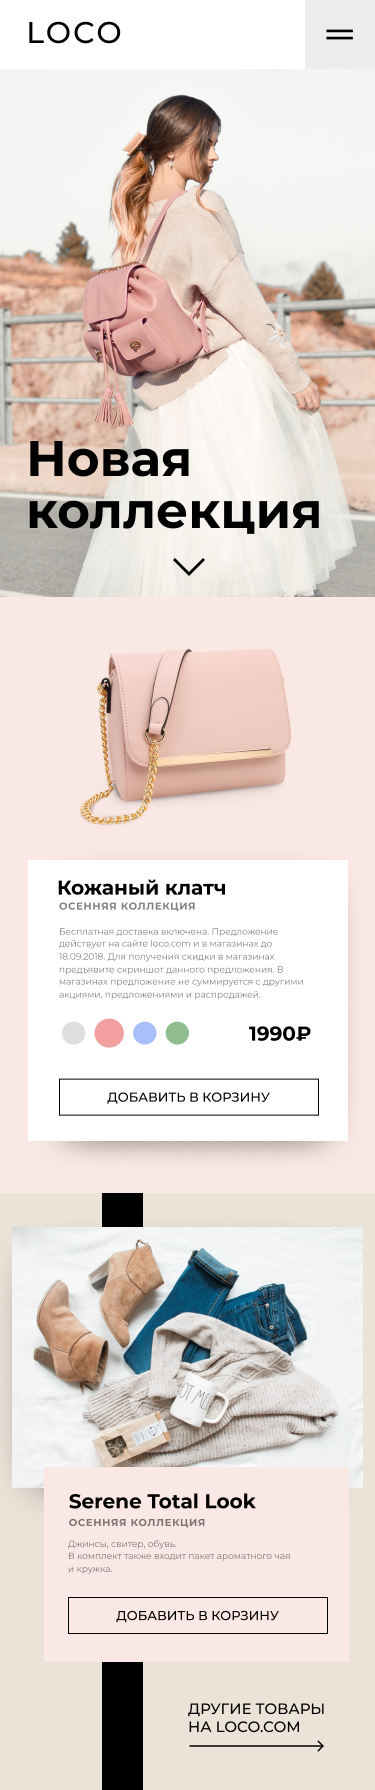 LOCO
Новая
коллекция
Кожаный клатч
ОСЕННЯЯ КОЛЛЕКЦИЯ
Бесплатная доставка включена. Предложение
действует на сайте loco.com и в магазинах до
18.09.2018. Для получения скидки в магазинах
предъявите скриншот данного предложения. В
магазинах предложение не суммируется с другими
акциями, предложениями и распродажей.
1990₽
ДОБАВИТЬ В КОРЗИНУ
Serene Total Look
ОСЕННЯЯ КОЛЛЕКЦИЯ
Джинсы, свитер, обувь.
В комплект также входит пакет ароматного чая
и кружка.
ДОБАВИТЬ В КОРЗИНУ
ДРУГИЕ ТОВАРЫ
НА LOCO.COM